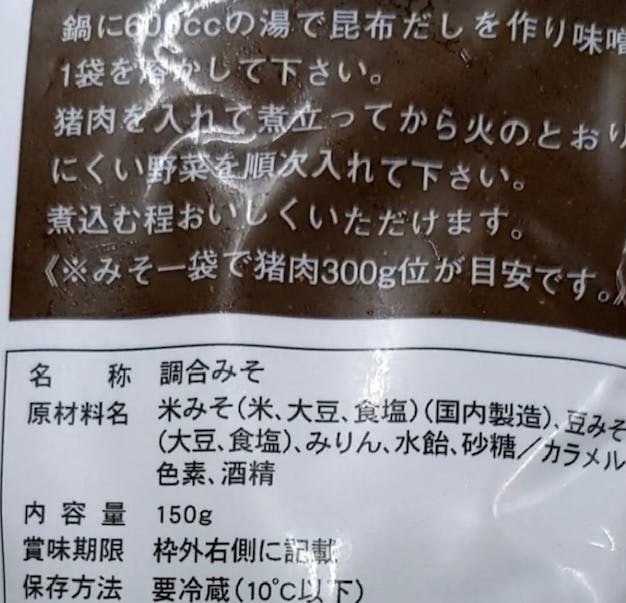 鍋に600ccの湯で昆布だしを作り味噌
1袋を溶かして下さい。
猪肉を入れて煮立ってから火のとおり
にくい野菜を順次入れて下さい。
煮込む程おいしくいただけます。
《※みそ一袋で猪肉300g位が目安です。》
名 称 調合みそ
原材料名 米みそ(米、大豆、食塩)(国内製造)、豆みそ
(大豆、食塩)、みりん、水飴、砂糖/カラメル
色素、酒精
内容量 150g
賞味期限 枠外右側に記載
保存方法 要冷蔵(10℃以下)